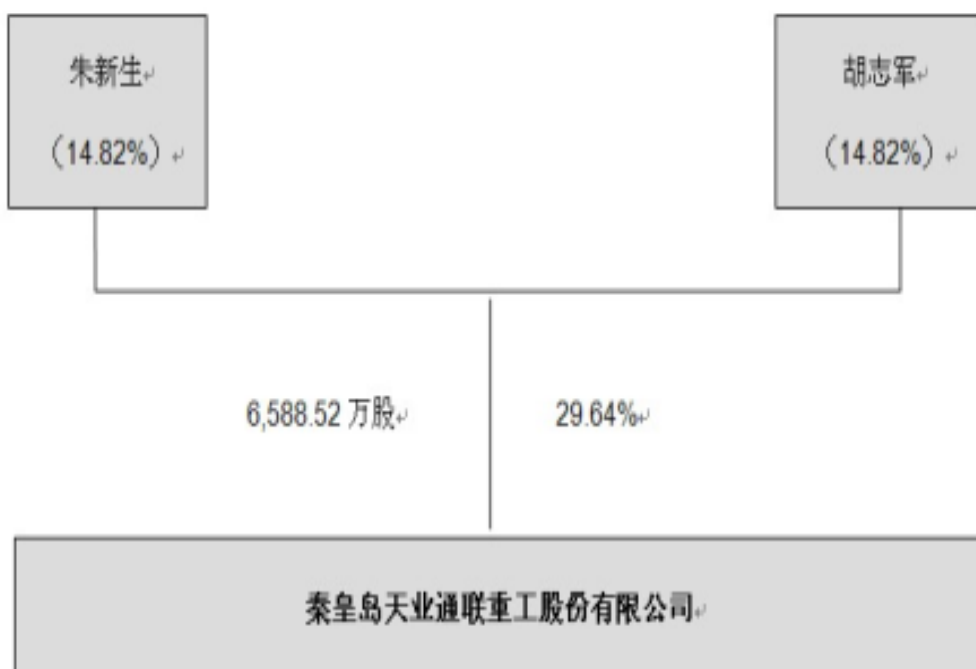 朱新生
（14.82%）
胡志军
（14.82%）
6,588.52 万股
29.64%
秦皇岛天业通联重工股份有限公司